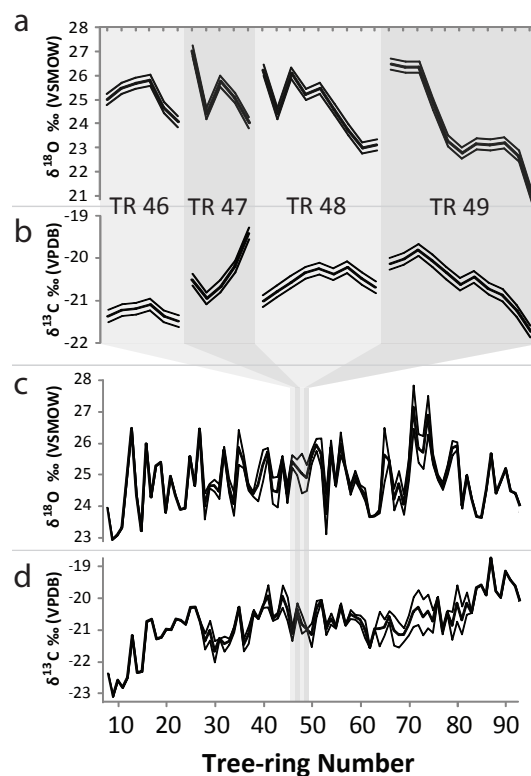 a
δ18O ‰ (VSMOW)
28
27
26
25
24
23
22
21
TR 46
TR 47
TR 48
TR 49
b
δ13C ‰ (VPDB)
-19
-20
-21
-22
c
δ18O ‰ (VSMOW)
28
27
26
25
24
23
d
δ13C ‰ (VPDB)
-19
-20
-21
-22
-23
10 20 30 40 50 60 70 80 90
Tree-ring Number